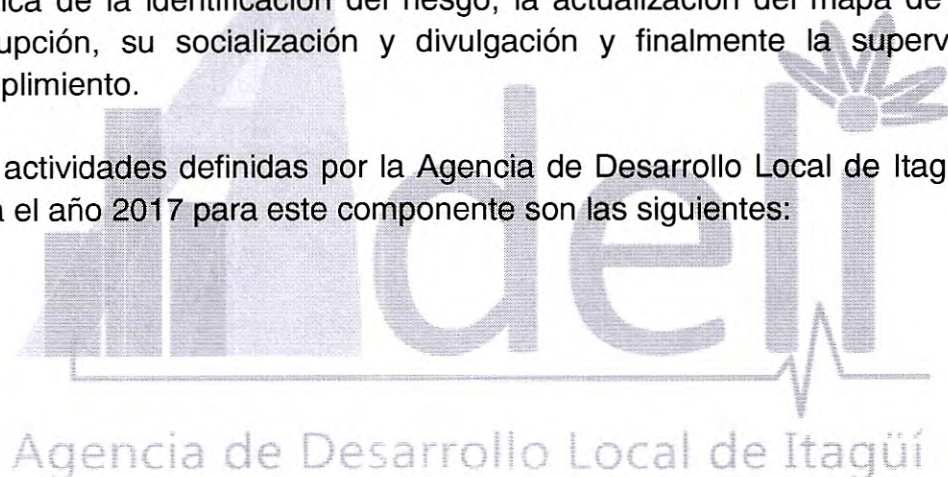 ica de la identificación del riesgo, la actualización del mapa de
upción, su socialización y divulgación y finalmente la superv
plimiento.
actividades definidas por la Agencia de Desarrollo Local de Itag
a el año 2017 para este componente son las siguientes:
Adeli
Agencia de Desarrollo Local de Itagüí